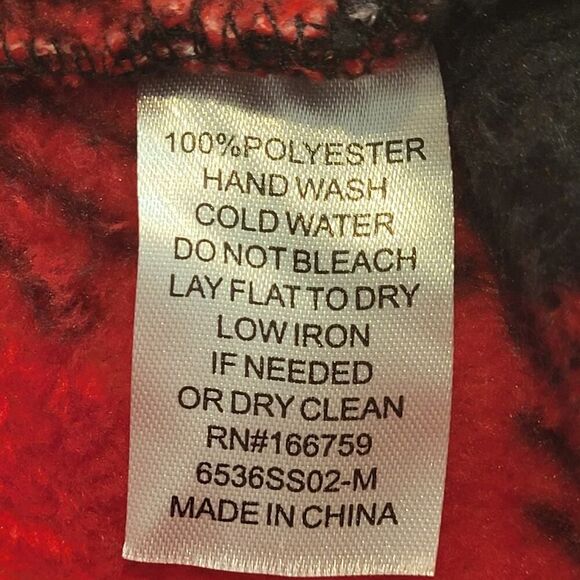 100%POLYESTER
HAND WASH
COLD WATER
DO NOT BLEACH
LAY FLAT TO DRY
LOW IRON
IF NEEDED
OR DRY CLEAN
RN#166759
6536SS02-M
MADE IN CHINA